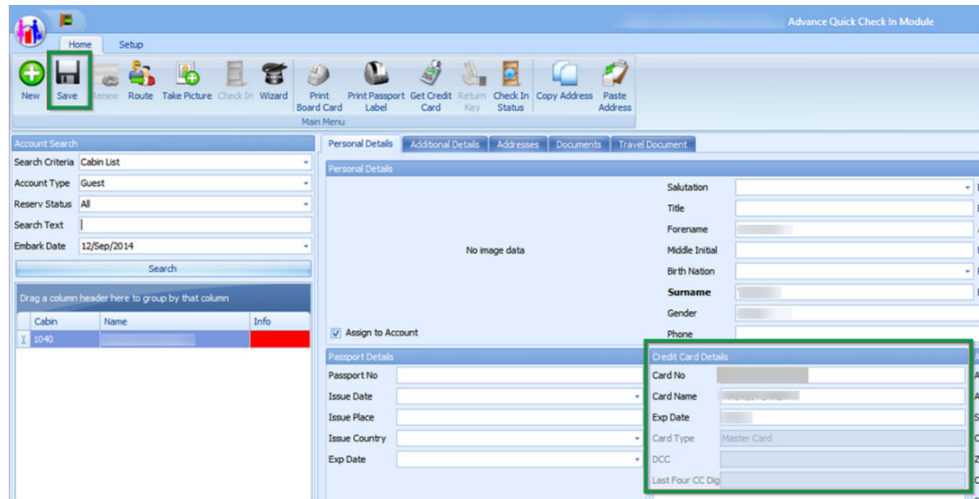 Advance Quick Check In Module
Home Setup
New Save Renew Route Take Picture Check In Wizard Print Board Card Print Passport Label Get Credit Card Return Key Check In Status Copy Address Paste Address
Main Menu
Account Search
Search Criteria Cabin List
Account Type Guest
Reserv Status All
Search Text
Embark Date 12/Sep/2014
Search
Drag a column header here to group by that column
Cabin Name Info
1040
Personal Details Additional Details Addresses Documents Travel Document
Personal Details
No image data
Assign to Account
Salutation
Title
Forename
Middle Initial
Birth Nation
Surname
Gender
Phone
Passport Details
Passport No
Issue Date
Issue Place
Issue Country
Exp Date
Credit Card Details
Card No
Card Name
Exp Date
Card Type Master Card
DCC
Last Four CC Dig